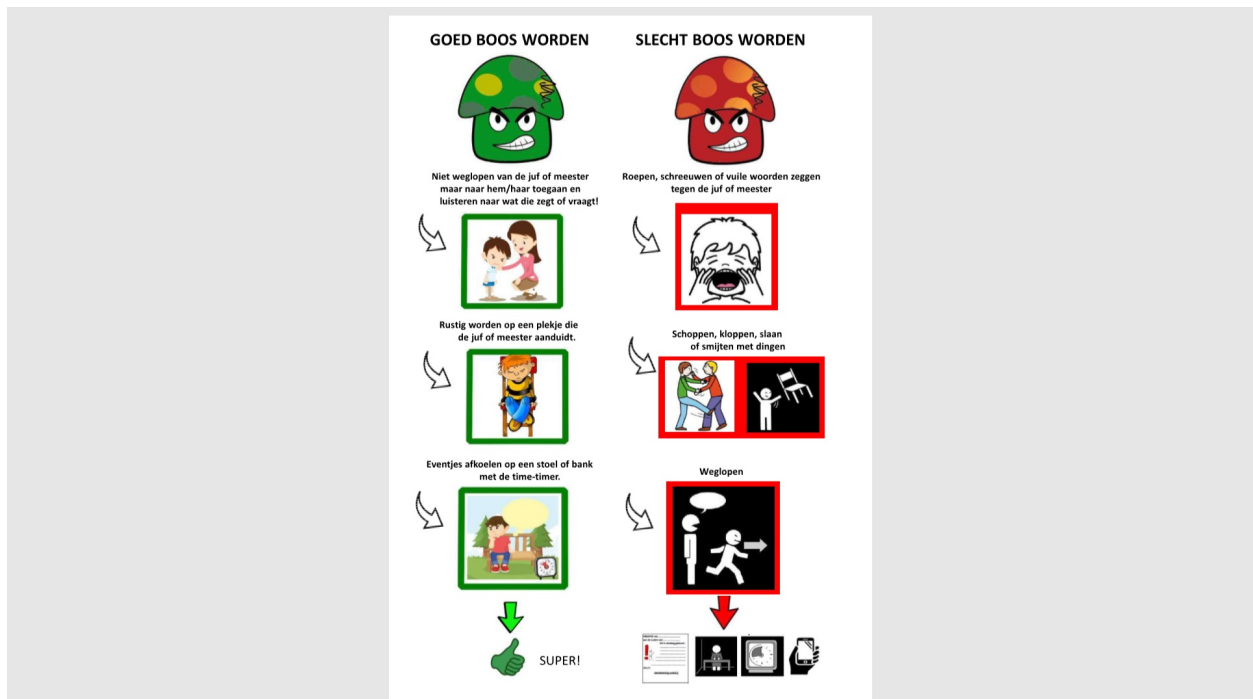 GOED BOOS WORDEN
Niet weglopen van de juf of meester
maar naar hem/haar toegaan en
luisteren naar wat die zegt of vraagt!
Rustig worden op een plekje die
de juf of meester aanduidt.
Eventjes afkoelen op een stoel of bank
met de time-timer.
SUPER!
SLECHT BOOS WORDEN
Roepen, schreeuwen of vuile woorden zeggen
tegen de juf of meester
Schoppen, kloppen, slaan
of smijten met dingen
Weglopen